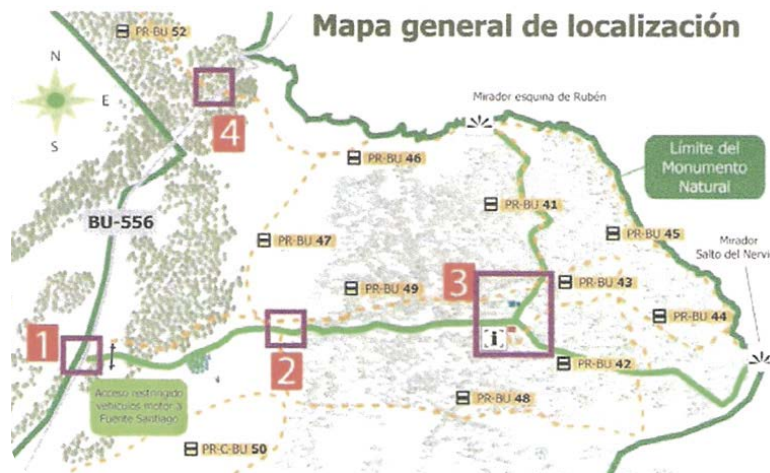 Mapa general de localización
PR-BU 52
N
E
S
4
Mirador esquina de Rubén
Límite del
Monumento
Natural
PR-BU 46
BU-556
PR-BU 41
PR-BU 45
Mirador
Salto del Nervi
PR-BU 47
PR-BU 49
3
PR-BU 43
PR-BU 44
1
i
2
PR-BU 42
Acceso restringido
vehículos motor a
Fuente Santiago
PR-BU 48
PR-C-BU 50